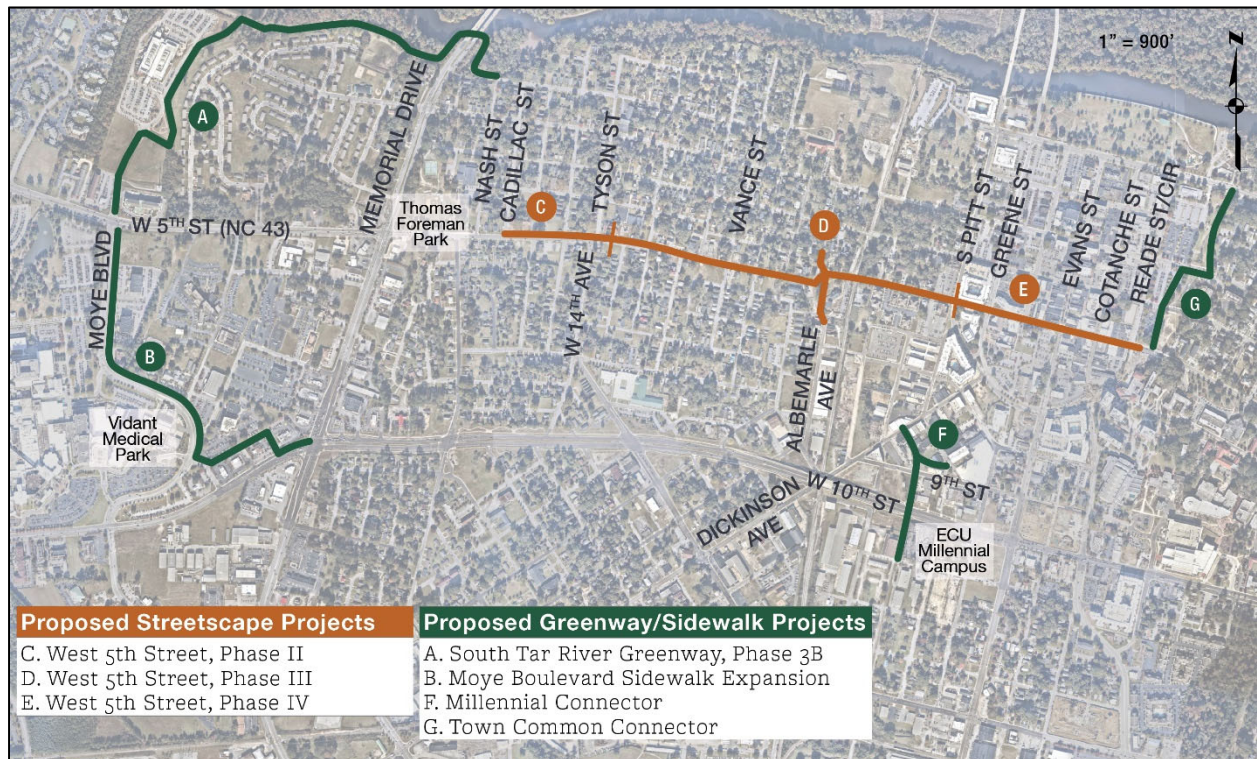 1” = 900’
Z
A
MEMORIAL DRIVE
NASH ST
CADILLAC ST
TYSON ST
VANCE ST
S PITT ST
GREENE ST
EVANS ST
COTANCHE ST
READE ST/CIR
C
D
E
G
W 5TH ST (NC 43)
Thomas
Foreman
Park
MOYE BLVD
W 14TH AVE
ALBEMARLE
AVE
B
Vidant
Medical
Park
F
DICKINSON
AVE
W 10TH ST
9TH ST
ECU
Millennial
Campus
Proposed Streetscape Projects
C. West 5th Street, Phase II
D. West 5th Street, Phase III
E. West 5th Street, Phase IV
Proposed Greenway/Sidewalk Projects
A. South Tar River Greenway, Phase 3B
B. Moye Boulevard Sidewalk Expansion
F. Millennial Connector
G. Town Common Connector